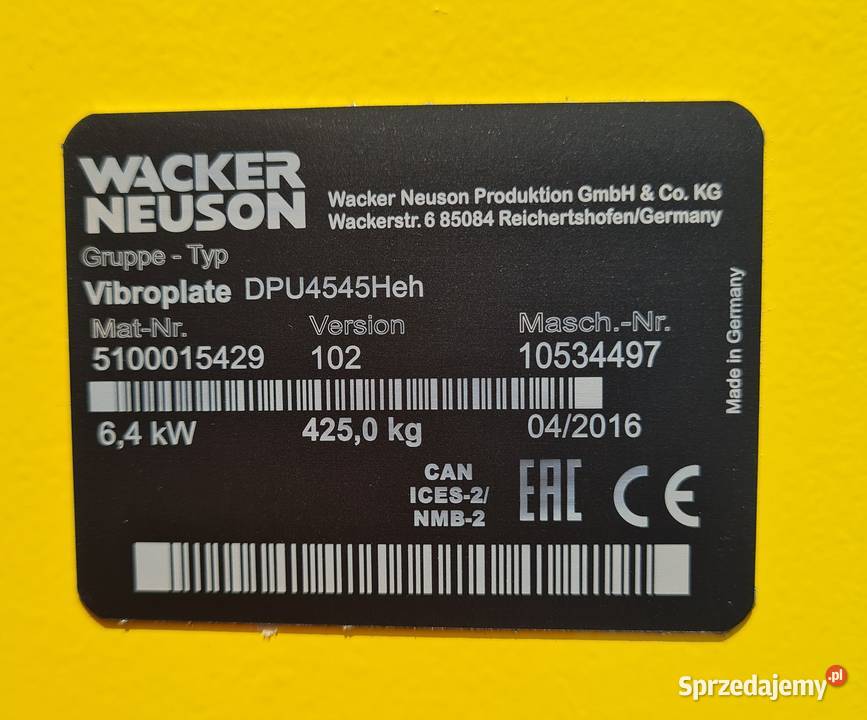 WACKER
NEUSON
Wacker Neuson Produktion GmbH & Co. KG
Wackerstr. 6 85084 Reichertshofen/Germany
Gruppe - Typ
Vibroplate DPU4545Heh
Mat-Nr. Version Masch.-Nr.
5100015429 102 10534497
6,4 kW 425,0 kg 04/2016
CAN
ICES-2/
NMB-2
EAC CE
Made in Germany
Sprzedajemy.pl